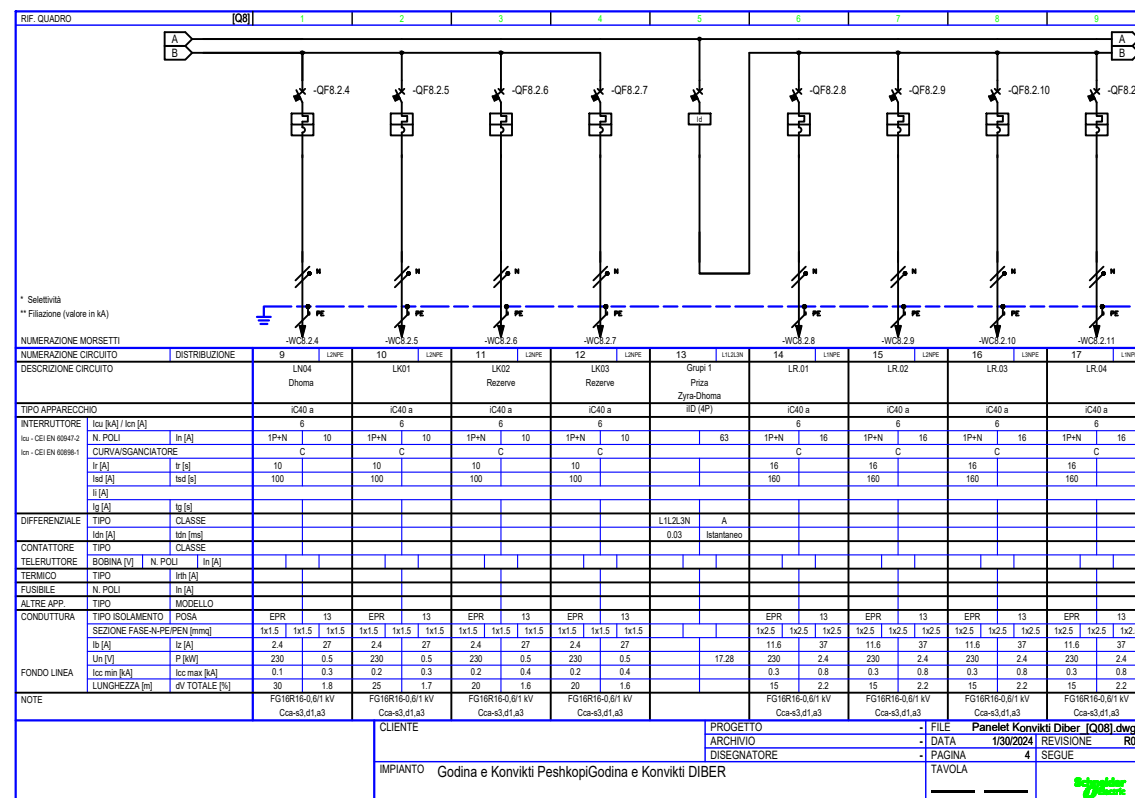 RIF. QUADRO [Q8] 1 2 3 4 5 6 7 8 9
A A
B B
-QF8.2.4 -QF8.2.5 -QF8.2.6 -QF8.2.7 -QF8.2.8 -QF8.2.9 -QF8.2.10 -QF8.2
Id
N N N N N N N N
* Selettività
** Filiazione (valore in kA)
PE PE PE PE PE PE PE PE
NUMERAZIONE MORSETTI -WC8.2.4 -WC8.2.5 -WC8.2.6 -WC8.2.7 -WC8.2.8 -WC8.2.9 -WC8.2.10 -WC8.2.11
NUMERAZIONE CIRCUITO DISTRIBUZIONE 9 L2NPE 10 L2NPE 11 L2NPE 12 L2NPE 13 L1L2L3N 14 L1NPE 15 L2NPE 16 L3NPE 17 L1NPE
DESCRIZIONE CIRCUITO LN04 LK01 LK02 LK03 Grupi 1 LR.01 LR.02 LR.03 LR.04
Dhoma Rezerve Rezerve Priza
Zyra-Dhoma
TIPO APPARECCHIO iC40 a iC40 a iC40 a iC40 a iID (4P) iC40 a iC40 a iC40 a iC40 a
INTERRUTTORE Icu [kA] / Icn [A] 6 6 6 6 6 6 6 6
Icu - CEI EN 60947-2 N. POLI In [A] 1P+N 10 1P+N 10 1P+N 10 1P+N 10 63 1P+N 16 1P+N 16 1P+N 16 1P+N 16
Icn - CEI EN 60898-1 CURVA/SGANCIATORE C C C C C C C C
Ir [A] tr [s] 10 10 10 10 16 16 16 16
Isd [A] tsd [s] 100 100 100 100 160 160 160 160
Ii [A]
Ig [A] tg [s]
DIFFERENZIALE TIPO CLASSE L1L2L3N A
Idn [A] tdn [ms] 0.03 Istantaneo
CONTATTORE TIPO CLASSE
TELERUTTORE BOBINA [V] N. POLI In [A]
TERMICO TIPO Irth [A]
FUSIBILE N. POLI In [A]
ALTRE APP. TIPO MODELLO
CONDUTTURA TIPO ISOLAMENTO POSA EPR 13 EPR 13 EPR 13 EPR 13 EPR 13 EPR 13 EPR 13 EPR 13
SEZIONE FASE-N-PE/PEN [mmq] 1x1.5 1x1.5 1x1.5 1x1.5 1x1.5 1x1.5 1x1.5 1x1.5 1x1.5 1x1.5 1x1.5 1x1.5 1x2.5 1x2.5 1x2.5 1x2.5 1x2.5 1x2.5 1x2.5 1x2.5 1x2.5 1x2.5 1x2.5 1x2.
Ib [A] Iz [A] 2.4 27 2.4 27 2.4 27 2.4 27 11.6 37 11.6 37 11.6 37 11.6 37
Un [V] P [kW] 230 0.5 230 0.5 230 0.5 230 0.5 17.28 230 2.4 230 2.4 230 2.4 230 2.4
FONDO LINEA Icc min [kA] Icc max [kA] 0.1 0.3 0.2 0.3 0.2 0.4 0.2 0.4 0.3 0.8 0.3 0.8 0.3 0.8 0.3 0.8
LUNGHEZZA [m] dV TOTALE [%] 30 1.8 25 1.7 20 1.6 20 1.6 15 2.2 15 2.2 15 2.2 15 2.2
NOTE FG16R16-0,6/1 kV FG16R16-0,6/1 kV FG16R16-0,6/1 kV FG16R16-0,6/1 kV FG16R16-0,6/1 kV FG16R16-0,6/1 kV FG16R16-0,6/1 kV FG16R16-0,6/1 kV
Cca-s3,d1,a3 Cca-s3,d1,a3 Cca-s3,d1,a3 Cca-s3,d1,a3 Cca-s3,d1,a3 Cca-s3,d1,a3 Cca-s3,d1,a3 Cca-s3,d1,a3
CLIENTE PROGETTO - FILE Panelet Konvikti Diber [Q08].dwg
ARCHIVIO - DATA 1/30/2024 REVISIONE R0
DISEGNATORE - PAGINA 4 SEGUE
IMPIANTO Godina e Konvikti PeshkopiGodina e Konvikti DIBER TAVOLA
Schneider
Electric